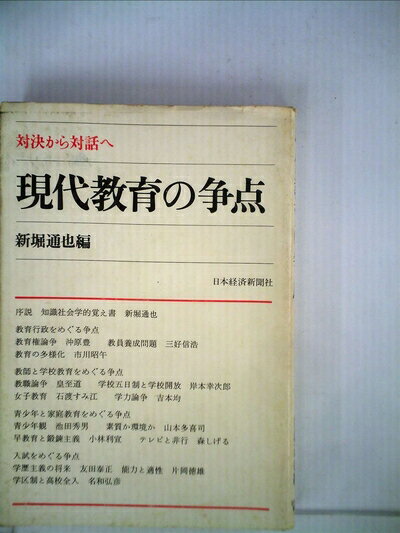 対決から対話へ
現代教育の争点
新堀通也編
日本経済新聞社
序説　知識社会学的覚え書　新堀通也
教育行政をめぐる争点
教育権論争　沖原豊　　教員養成問題　三好信浩
教育の多様化　市川昭午
教師と学校教育をめぐる争点
教職論争　皇至道　　学校五日制と学校開放　岸本幸次郎
女子教育　石渡すみ江　　学力論争　吉本均
青少年と家庭教育をめぐる争点
青少年観　池田秀男　　素質か環境か　山本多喜司
早教育と鍛錬主義　小林利宣　　テレビと非行　森しげる
入試をめぐる争点
学歴主義の将来　友田泰正　能力と適性　片岡徳雄
学区制と高校全入　名和弘彦